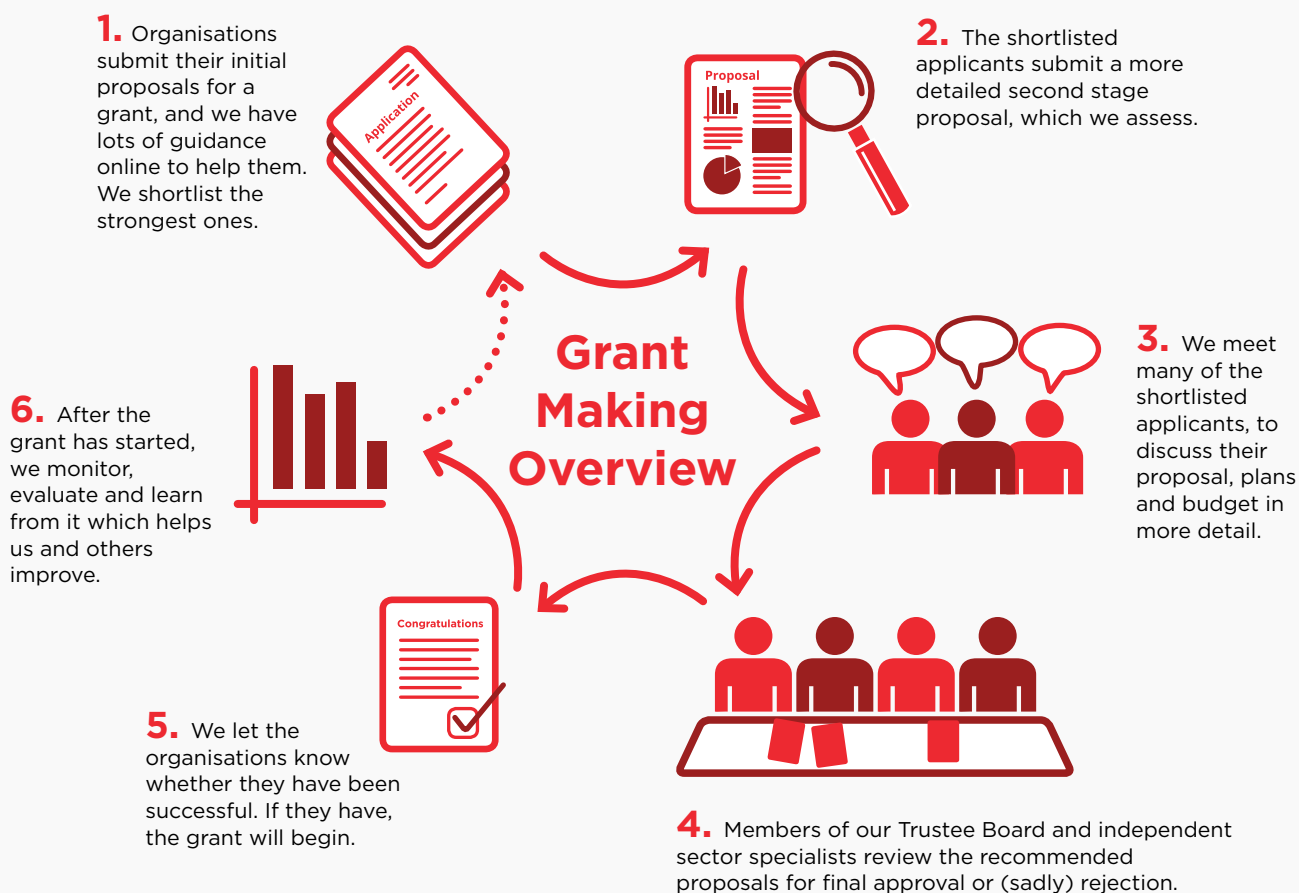 1. Organisations
submit their initial
proposals for a
grant, and we have
lots of guidance
online to help them.
We shortlist the
strongest ones.
Application
Proposal
2. The shortlisted
applicants submit a more
detailed second stage
proposal, which we assess.
Grant
Making
Overview
3. We meet
many of the
shortlisted
applicants, to
discuss their
proposal, plans
and budget in
more detail.
4. Members of our Trustee Board and independent
sector specialists review the recommended
proposals for final approval or (sadly) rejection.
Congratulations
5. We let the
organisations know
whether they have been
successful. If they have,
the grant will begin.
6. After the
grant has started,
we monitor,
evaluate and learn
from it which helps
us and others
improve.